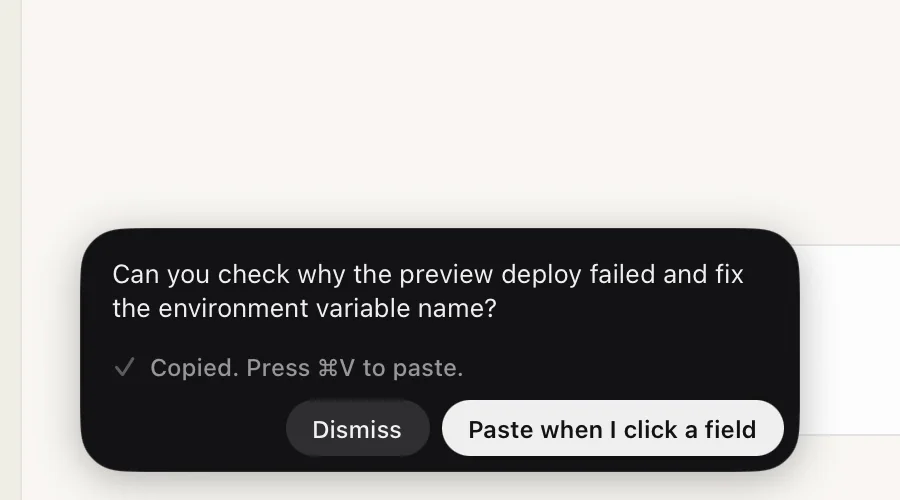 Can you check why the preview deploy failed and fix
the environment variable name?
✓ Copied. Press ⌘V to paste.
Dismiss
Paste when I click a field